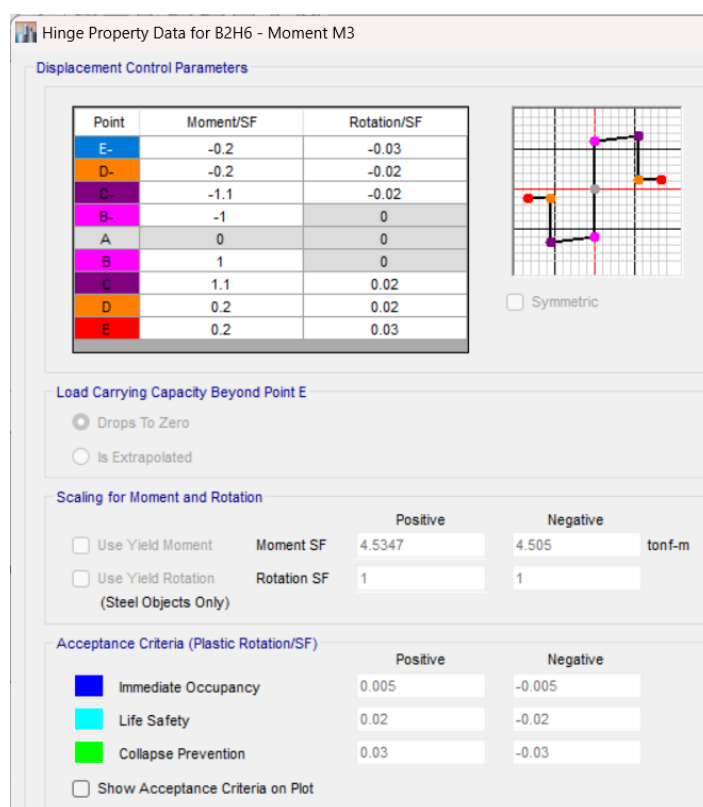 Hinge Property Data for B2H6 - Moment M3
Displacement Control Parameters
Point Moment/SF Rotation/SF
E- -0.2 -0.03
D- -0.2 -0.02
C- -1.1 -0.02
B- -1 0
A 0 0
B 1 0
C 1.1 0.02
D 0.2 0.02
E 0.2 0.03
Symmetric
Load Carrying Capacity Beyond Point E
Drops To Zero
Is Extrapolated
Scaling for Moment and Rotation
Positive Negative
Use Yield Moment Moment SF 4.5347 4.505 tonf-m
Use Yield Rotation Rotation SF 1 1
(Steel Objects Only)
Acceptance Criteria (Plastic Rotation/SF)
Positive Negative
Immediate Occupancy 0.005 -0.005
Life Safety 0.02 -0.02
Collapse Prevention 0.03 -0.03
Show Acceptance Criteria on Plot